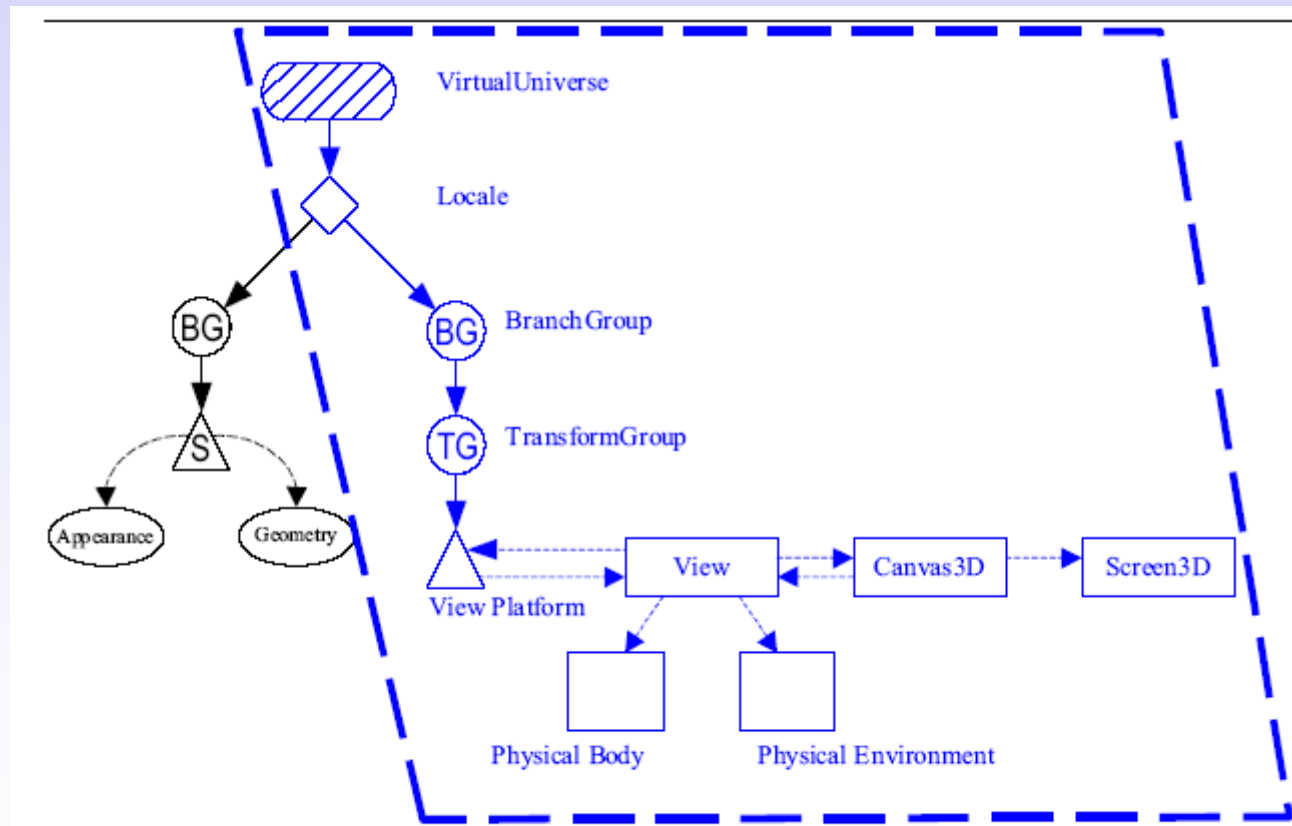 VirtualUniverse
Locale
BG
BG
BranchGroup
S
TG
TransformGroup
Appearance
Geometry
View
Canvas3D
Screen3D
View Platform
Physical Body
Physical Environment